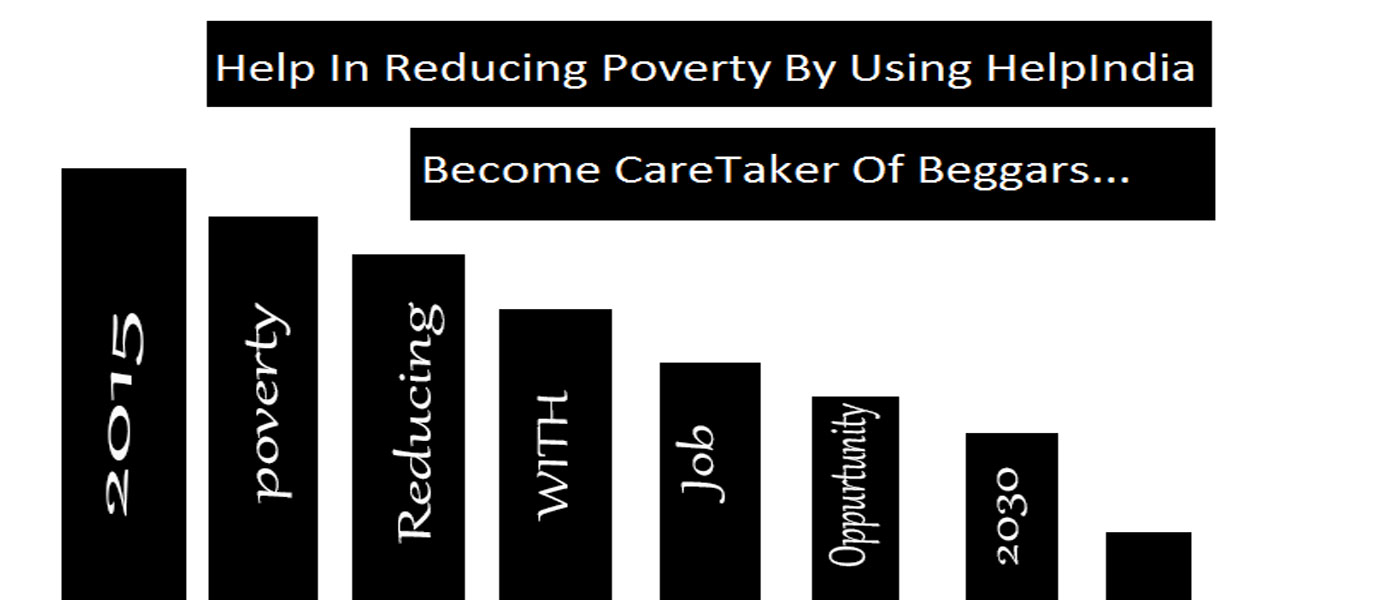 Help In Reducing Poverty By Using HelpIndia
Become CareTaker Of Beggars...
2015
poverty
Reducing
WITH
Job
Oppurtunity
2030